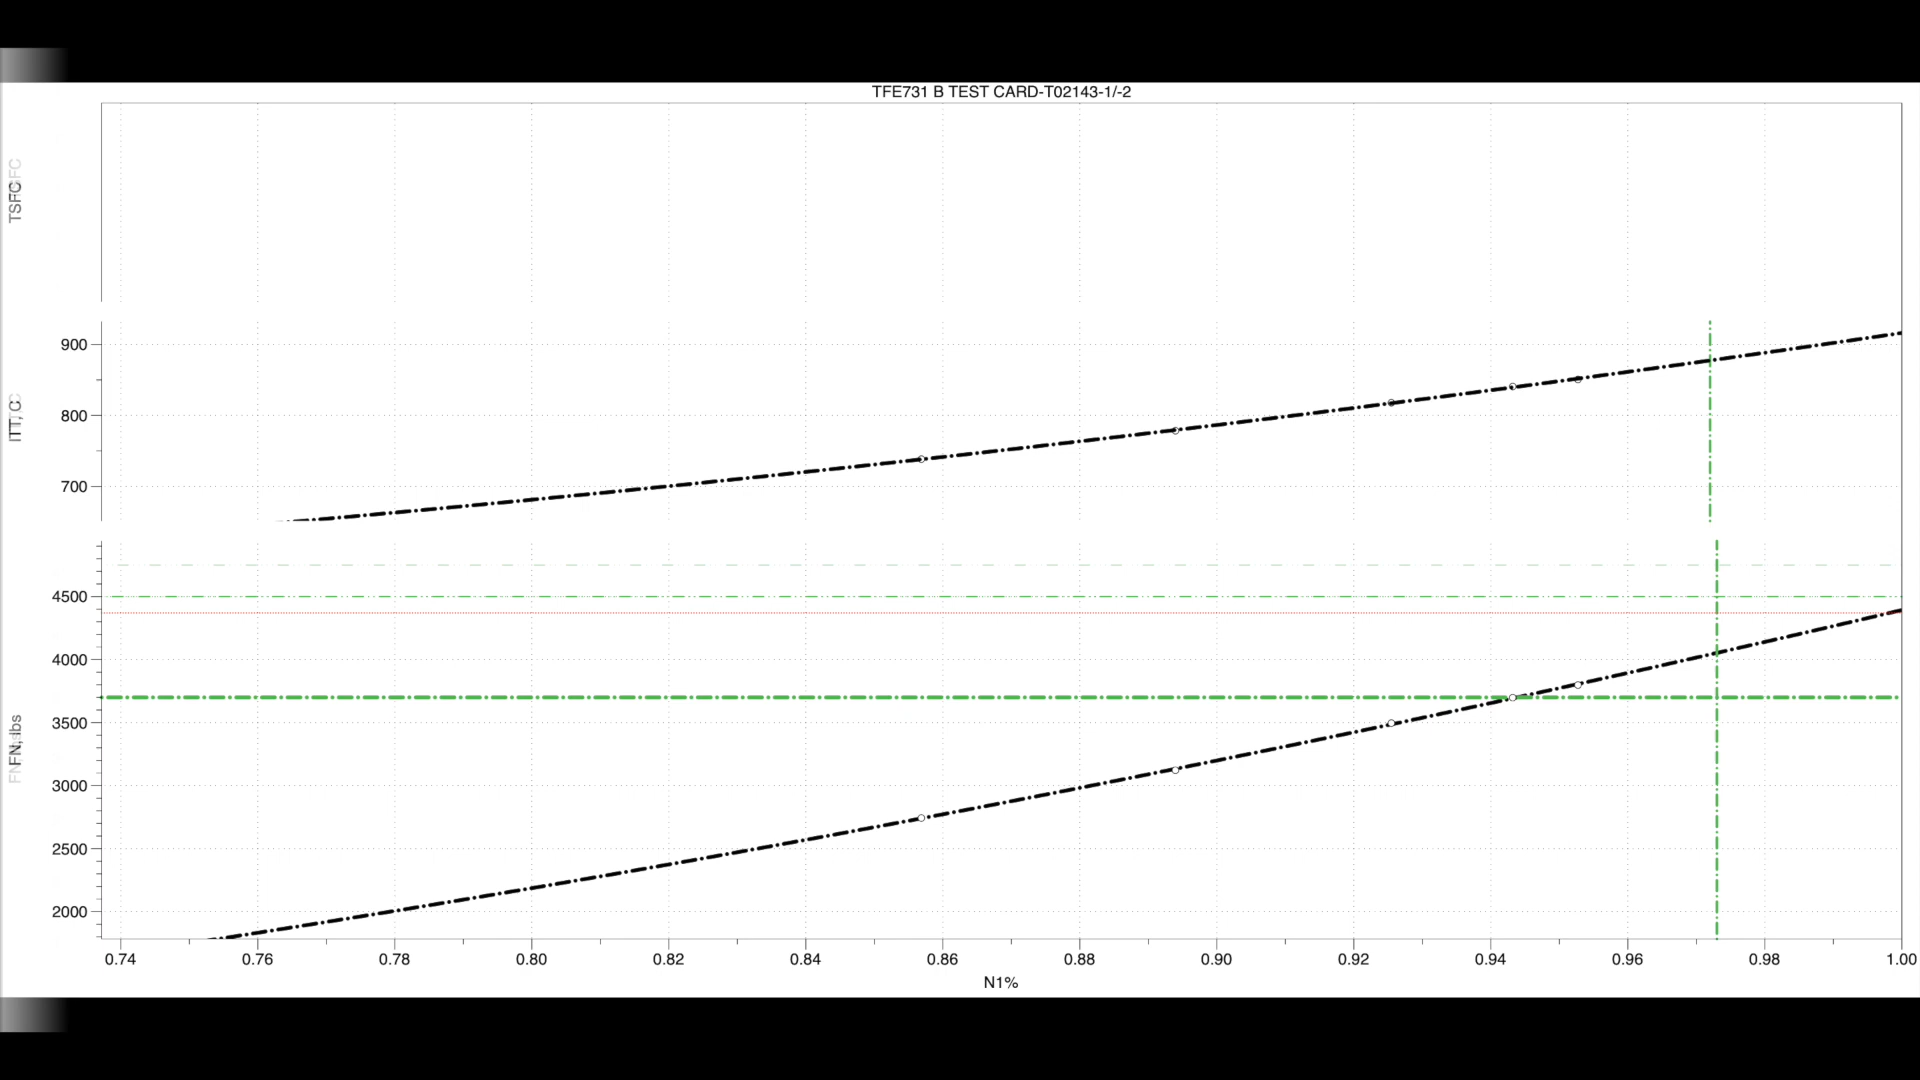 TFE731 B TEST CARD-T02143-1/-2
TSFC
900
800
700
ITT, C
4500
4000
3500
3000
2500
2000
FN, lbs
0.74 0.76 0.78 0.80 0.82 0.84 0.86 0.88 0.90 0.92 0.94 0.96 0.98 1.00
N1%